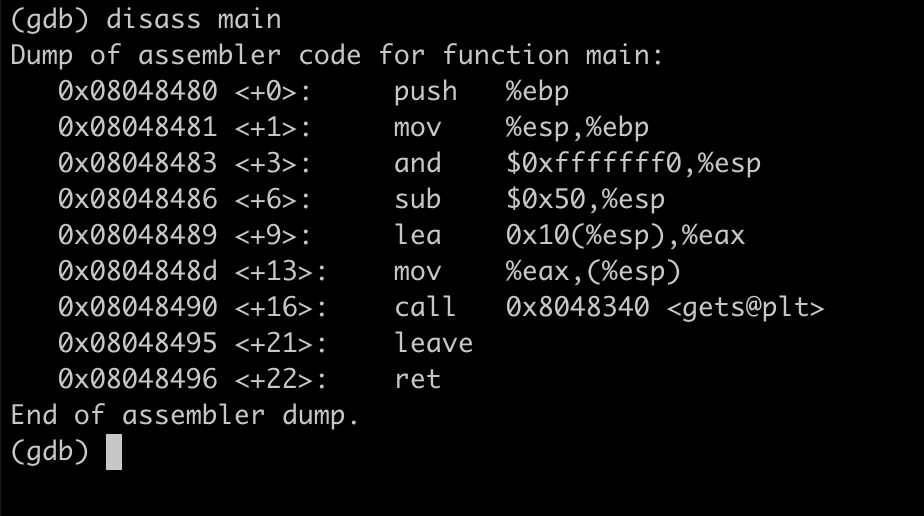 (gdb) disass main
Dump of assembler code for function main:
   0x08048480 <+0>:     push   %ebp
   0x08048481 <+1>:     mov    %esp,%ebp
   0x08048483 <+3>:     and    $0xfffffff0,%esp
   0x08048486 <+6>:     sub    $0x50,%esp
   0x08048489 <+9>:     lea    0x10(%esp),%eax
   0x0804848d <+13>:    mov    %eax,(%esp)
   0x08048490 <+16>:    call   0x8048340 <gets@plt>
   0x08048495 <+21>:    leave
   0x08048496 <+22>:    ret
End of assembler dump.
(gdb)